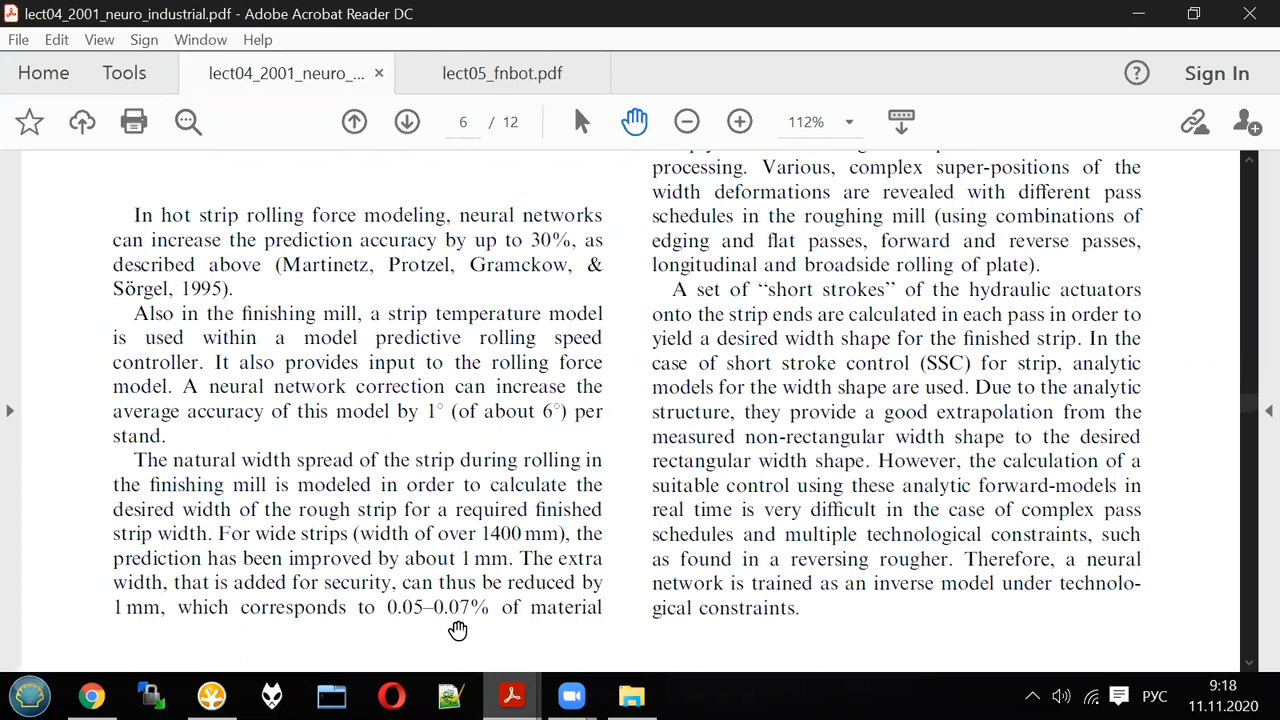 lect04_2001_neuro_industrial.pdf - Adobe Acrobat Reader DC
File Edit View Sign Window Help
Home Tools lect04_2001_neuro_... × lect05_fnbot.pdf Sign In
6 / 12 112%
In hot strip rolling force modeling, neural networks
can increase the prediction accuracy by up to 30%, as
described above (Martinetz, Protzel, Gramckow, &
Sörgel, 1995).
Also in the finishing mill, a strip temperature model
is used within a model predictive rolling speed
controller. It also provides input to the rolling force
model. A neural network correction can increase the
average accuracy of this model by 1° (of about 6°) per
stand.
The natural width spread of the strip during rolling in
the finishing mill is modeled in order to calculate the
desired width of the rough strip for a required finished
strip width. For wide strips (width of over 1400 mm), the
prediction has been improved by about 1 mm. The extra
width, that is added for security, can thus be reduced by
1 mm, which corresponds to 0.05–0.07% of material
processing. Various, complex super-positions of the
width deformations are revealed with different pass
schedules in the roughing mill (using combinations of
edging and flat passes, forward and reverse passes,
longitudinal and broadside rolling of plate).
A set of “short strokes” of the hydraulic actuators
onto the strip ends are calculated in each pass in order to
yield a desired width shape for the finished strip. In the
case of short stroke control (SSC) for strip, analytic
models for the width shape are used. Due to the analytic
structure, they provide a good extrapolation from the
measured non-rectangular width shape to the desired
rectangular width shape. However, the calculation of a
suitable control using these analytic forward-models in
real time is very difficult in the case of complex pass
schedules and multiple technological constraints, such
as found in a reversing rougher. Therefore, a neural
network is trained as an inverse model under technolo-
gical constraints.
РУС
9:18
11.11.2020